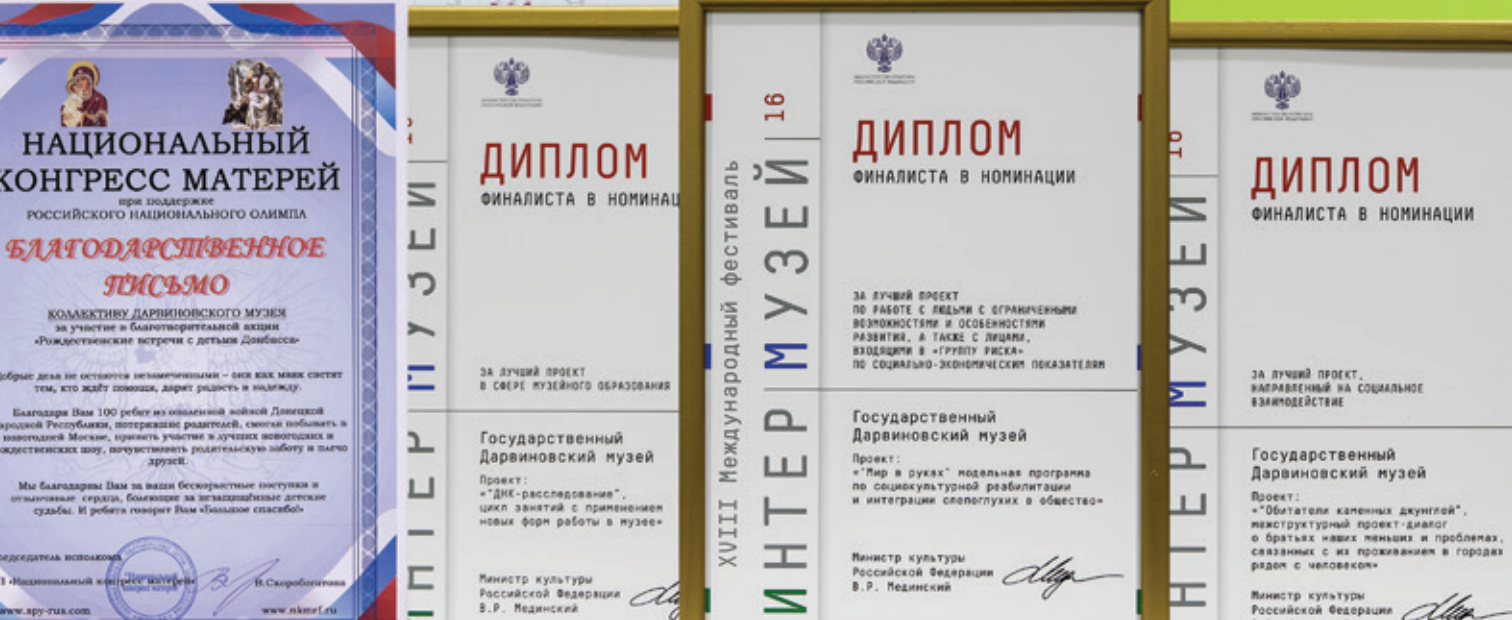 НАЦИОНАЛЬНЫЙ
КОНГРЕСС МАТЕРЕЙ
при поддержке
РОССИЙСКОГО НАЦИОНАЛЬНОГО ОЛИМПА
БЛАГОДАРСТВЕННОЕ
ПИСЬМО
КОЛЛЕКТИВУ ДАРВИНОВСКОГО МУЗЕЯ
за участие в благотворительной акции
«Рождественские встречи с детьми Донбасса»
Добрые дела не остаются незамеченными – они как маяк светят
тем, кто ждёт помощи, дарят радость и надежду.
Благодаря Вам 100 ребят из опаленной войной Донецкой
Народной Республики, потерявшие родителей, смогли побывать в
новогодней Москве, принять участие в лучших новогодних и
рождественских шоу, почувствовать родительскую заботу и плечо
друзей.
Мы благодарны Вам за ваши бескорыстные поступки и
отзывчивые сердца, болеющие за незащищённые детские
судьбы. И ребята говорят Вам «Большое спасибо!»
Председатель исполкома
«Национальный конгресс матерей»
Н.Скоробогатова
www.spy-rus.com
www.nkmrf.ru
ИНТЕР МУЗЕЙ
ДИПЛОМ
ФИНАЛИСТА В НОМИНАЦ
ЗА ЛУЧШИЙ ПРОЕКТ
В СФЕРЕ МУЗЕЙНОГО ОБРАЗОВАНИЯ
Государственный
Дарвиновский музей
Проект:
«"ДНК-расследование",
цикл занятий с применением
новых форм работы в музее»
Министр культуры
Российской Федерации
В.Р. Мединский
XVIII Международный фестиваль
ИНТЕР МУЗЕЙ 16
ДИПЛОМ
ФИНАЛИСТА В НОМИНАЦИИ
ЗА ЛУЧШИЙ ПРОЕКТ
ПО РАБОТЕ С ЛЮДЬМИ С ОГРАНИЧЕННЫМИ
ВОЗМОЖНОСТЯМИ И ОСОБЕННОСТЯМИ
РАЗВИТИЯ, А ТАКЖЕ С ЛИЦАМИ,
ВХОДЯЩИМИ В «ГРУППУ РИСКА»
ПО СОЦИАЛЬНО-ЭКОНОМИЧЕСКИМ ПОКАЗАТЕЛЯМ
Государственный
Дарвиновский музей
Проект:
«"Мир в руках" модельная программа
по социокультурной реабилитации
и интеграции слепоглухих в общество»
Министр культуры
Российской Федерации
В.Р. Мединский
НТЕР МУЗЕЙ 16
ДИПЛОМ
ФИНАЛИСТА В НОМИНАЦИИ
ЗА ЛУЧШИЙ ПРОЕКТ,
НАПРАВЛЕННЫЙ НА СОЦИАЛЬНОЕ
ВЗАИМОДЕЙСТВИЕ
Государственный
Дарвиновский музей
Проект:
«"Обитатели каменных джунглей",
межструктурный проект-диалог
о братьях наших меньших и проблемах,
связанных с их проживанием в городах
рядом с человеком»
Министр культуры
Российской Федерации